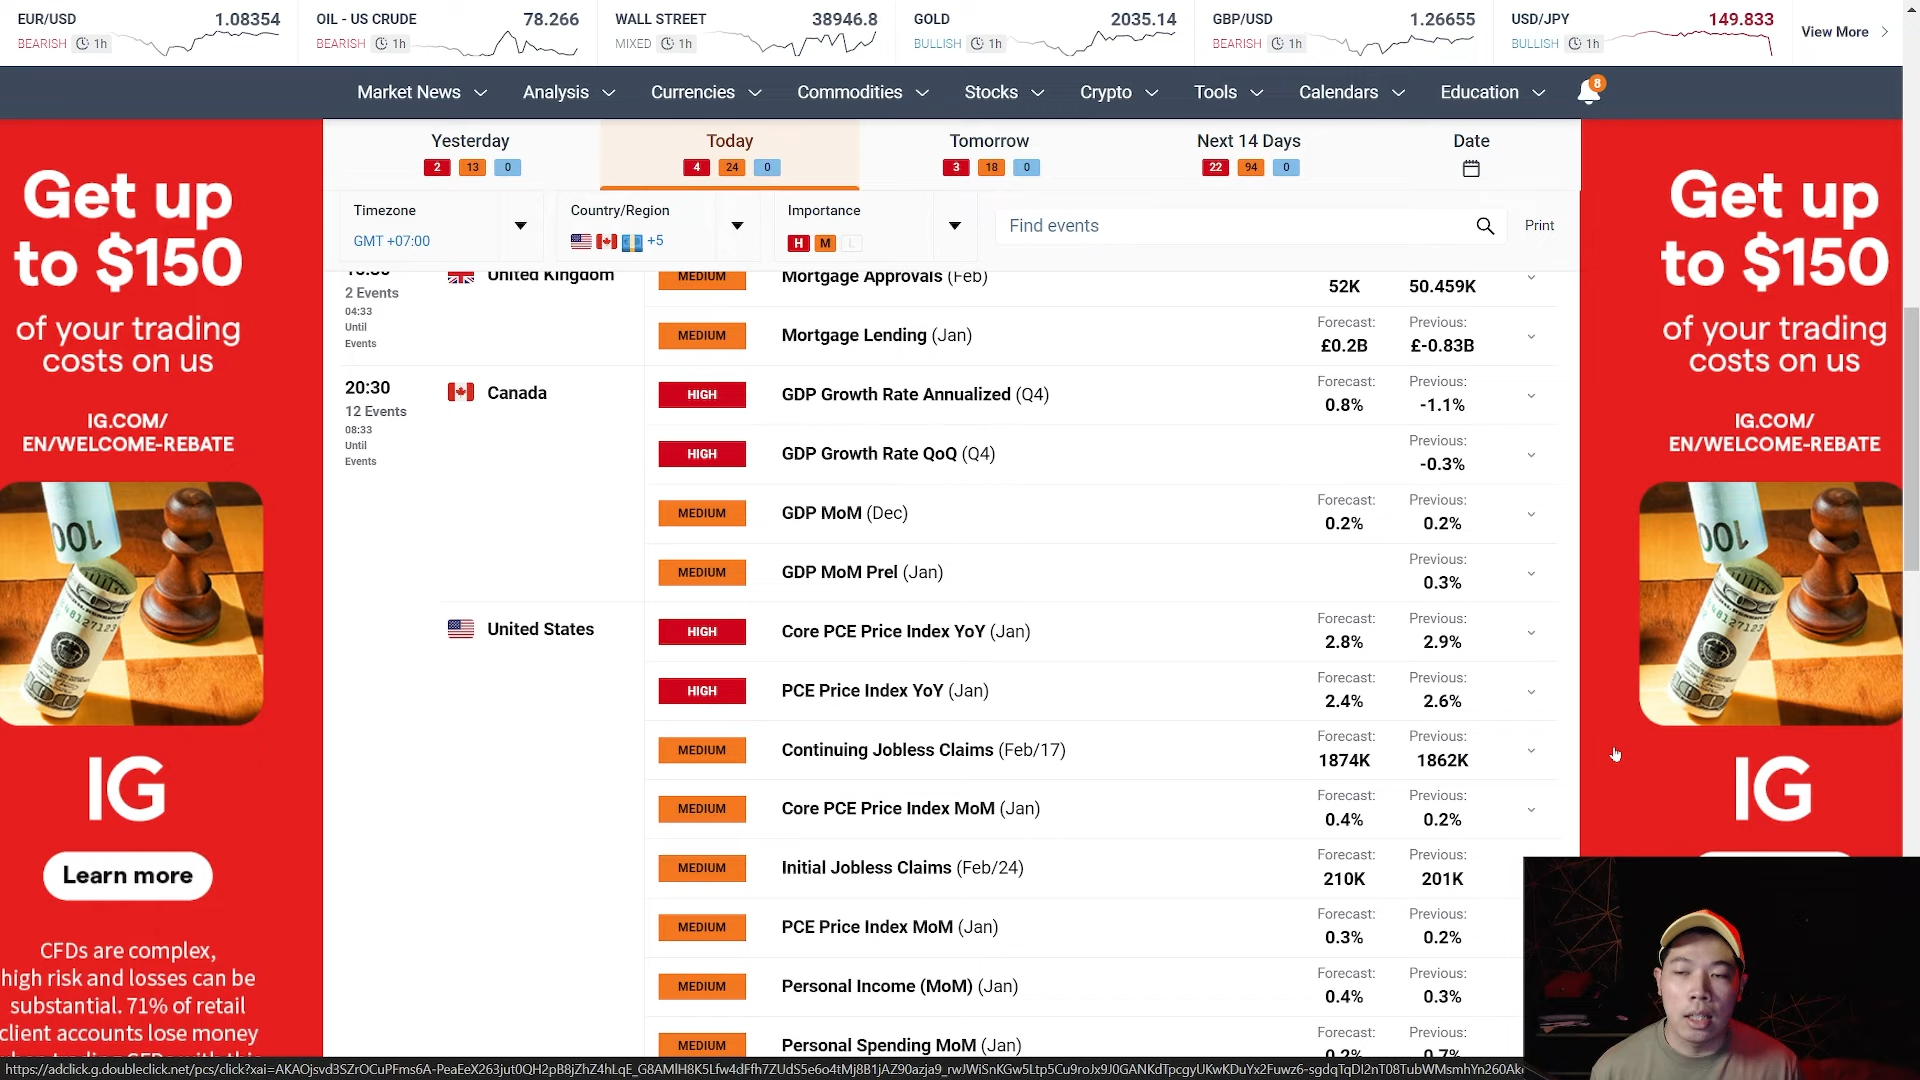 EUR/USD 1.08354
BEARISH 1h
OIL - US CRUDE 78.266
BEARISH 1h
WALL STREET 38946.8
MIXED 1h
GOLD 2035.14
BULLISH 1h
GBP/USD 1.26655
BEARISH 1h
USD/JPY 149.833
BULLISH 1h
View More
Market News
Analysis
Currencies
Commodities
Stocks
Crypto
Tools
Calendars
Education
8
Yesterday
2 13 0
Today
4 24 0
Tomorrow
3 18 0
Next 14 Days
22 94 0
Date
Timezone
GMT +07:00
Country/Region
+5
Importance
H M L
Find events
Print
2 Events
04:33
Until
Events
United Kingdom
MEDIUM Mortgage Approvals (Feb) 52K 50.459K
MEDIUM Mortgage Lending (Jan)
Forecast: Previous:
£0.2B £-0.83B
20:30
12 Events
08:33
Until
Events
Canada
HIGH GDP Growth Rate Annualized (Q4)
Forecast: Previous:
0.8% -1.1%
HIGH GDP Growth Rate QoQ (Q4)
Previous:
-0.3%
MEDIUM GDP MoM (Dec)
Forecast: Previous:
0.2% 0.2%
MEDIUM GDP MoM Prel (Jan)
Previous:
0.3%
United States
HIGH Core PCE Price Index YoY (Jan)
Forecast: Previous:
2.8% 2.9%
HIGH PCE Price Index YoY (Jan)
Forecast: Previous:
2.4% 2.6%
MEDIUM Continuing Jobless Claims (Feb/17)
Forecast: Previous:
1874K 1862K
MEDIUM Core PCE Price Index MoM (Jan)
Forecast: Previous:
0.4% 0.2%
MEDIUM Initial Jobless Claims (Feb/24)
Forecast: Previous:
210K 201K
MEDIUM PCE Price Index MoM (Jan)
Forecast: Previous:
0.3% 0.2%
MEDIUM Personal Income (MoM) (Jan)
Forecast: Previous:
0.4% 0.3%
MEDIUM Personal Spending MoM (Jan)
Forecast: Previous:
0.2% 0.7%
Get up
to $150
of your trading
costs on us
IG.COM/
EN/WELCOME-REBATE
100
IG
Learn more
CFDs are complex,
high risk and losses can be
substantial. 71% of retail
client accounts lose money
Get up
to $150
of your trading
costs on us
IG.COM/
EN/WELCOME-REBATE
100
IG